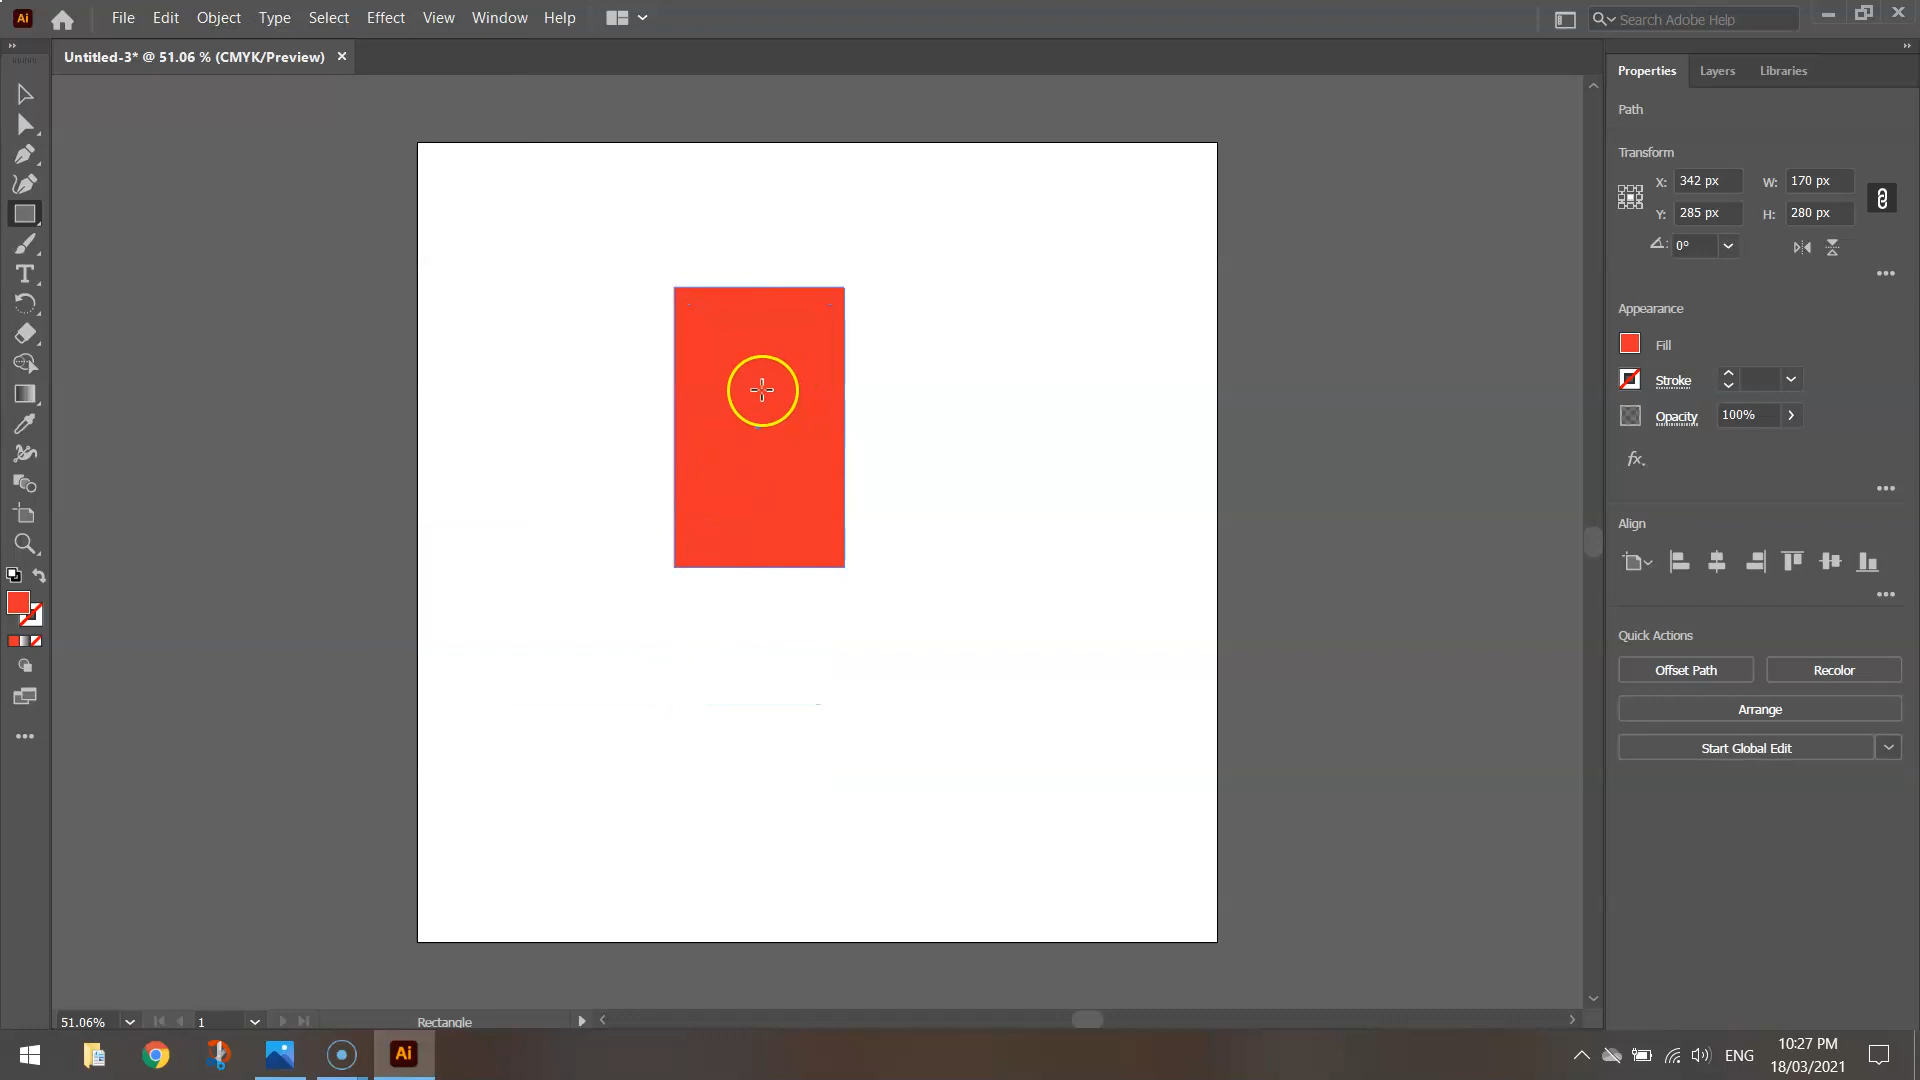 Ai File Edit Object Type Select Effect View Window Help Search Adobe Help
Untitled-3* @ 51.06 % (CMYK/Preview) ×
Properties Layers Libraries
Path
Transform
X: 342 px W: 170 px
Y: 285 px H: 280 px
0°
Appearance
Fill
Stroke
Opacity 100%
fx.
Align
Quick Actions
Offset Path Recolor
Arrange
Start Global Edit
T
51.06% 1 Rectangle
Ai ENG 10:27 PM
18/03/2021